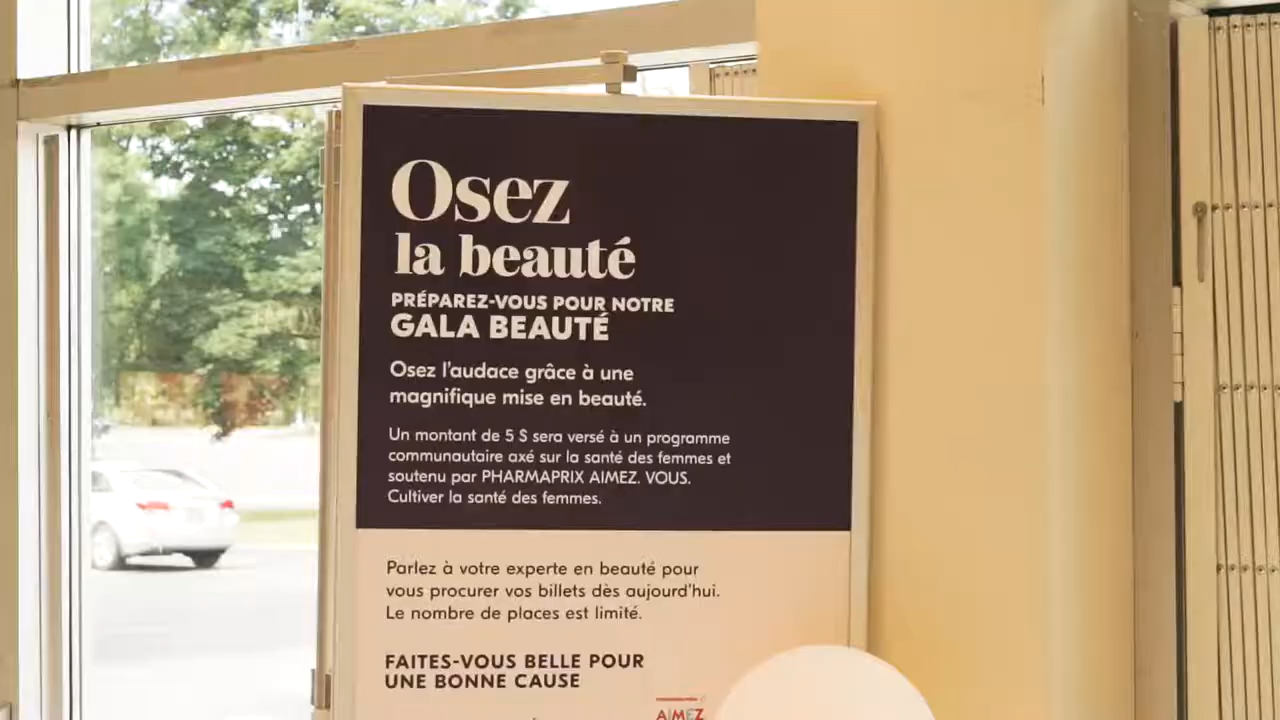 Osez
la beauté
PRÉPAREZ-VOUS POUR NOTRE
GALA BEAUTÉ
Osez l'audace grâce à une
magnifique mise en beauté.
Un montant de 5 $ sera versé à un programme
communautaire axé sur la santé des femmes et
soutenu par PHARMAPRIX AIMEZ. VOUS.
Cultiver la santé des femmes.
Parlez à votre experte en beauté pour
vous procurer vos billets dès aujourd'hui.
Le nombre de places est limité.
FAITES-VOUS BELLE POUR
UNE BONNE CAUSE
AIMEZ